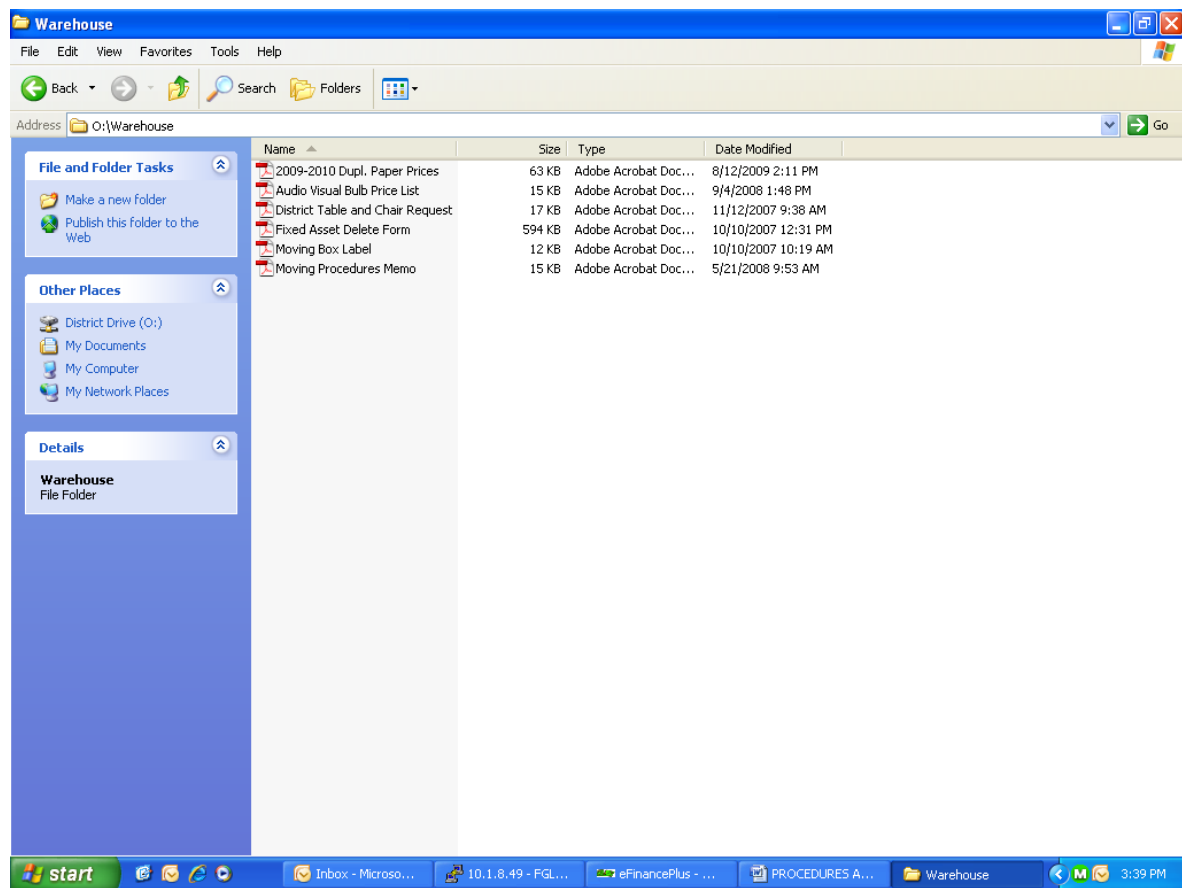 Warehouse
File Edit View Favorites Tools Help
Back Search Folders
Address O:\Warehouse Go
File and Folder Tasks
Make a new folder
Publish this folder to the
Web
Other Places
District Drive (O:)
My Documents
My Computer
My Network Places
Details
Warehouse
File Folder
Name Size Type Date Modified
2009-2010 Dupl. Paper Prices 63 KB Adobe Acrobat Doc... 8/12/2009 2:11 PM
Audio Visual Bulb Price List 15 KB Adobe Acrobat Doc... 9/4/2008 1:48 PM
District Table and Chair Request 17 KB Adobe Acrobat Doc... 11/12/2007 9:38 AM
Fixed Asset Delete Form 594 KB Adobe Acrobat Doc... 10/10/2007 12:31 PM
Moving Box Label 12 KB Adobe Acrobat Doc... 10/10/2007 10:19 AM
Moving Procedures Memo 15 KB Adobe Acrobat Doc... 5/21/2008 9:53 AM
start Inbox - Microso... 10.1.8.49 - FGL... eFinancePlus - ... PROCEDURES A... Warehouse M 3:39 PM